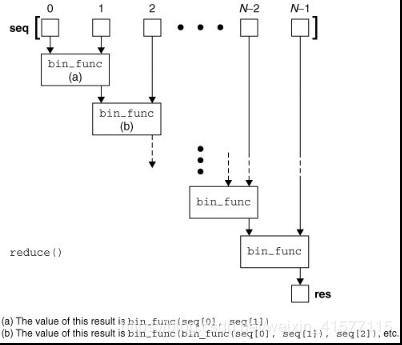 0 1 2 N–2 N–1
seq [ • • • ]
bin_func
(a)
bin_func
(b)
bin_func
reduce() bin_func
res
(a) The value of this result is bin_func(seq[0], seq[1])
(b) The value of this result is bin_func(bin_func(seq[0], seq[1]), seq[2]), etc.